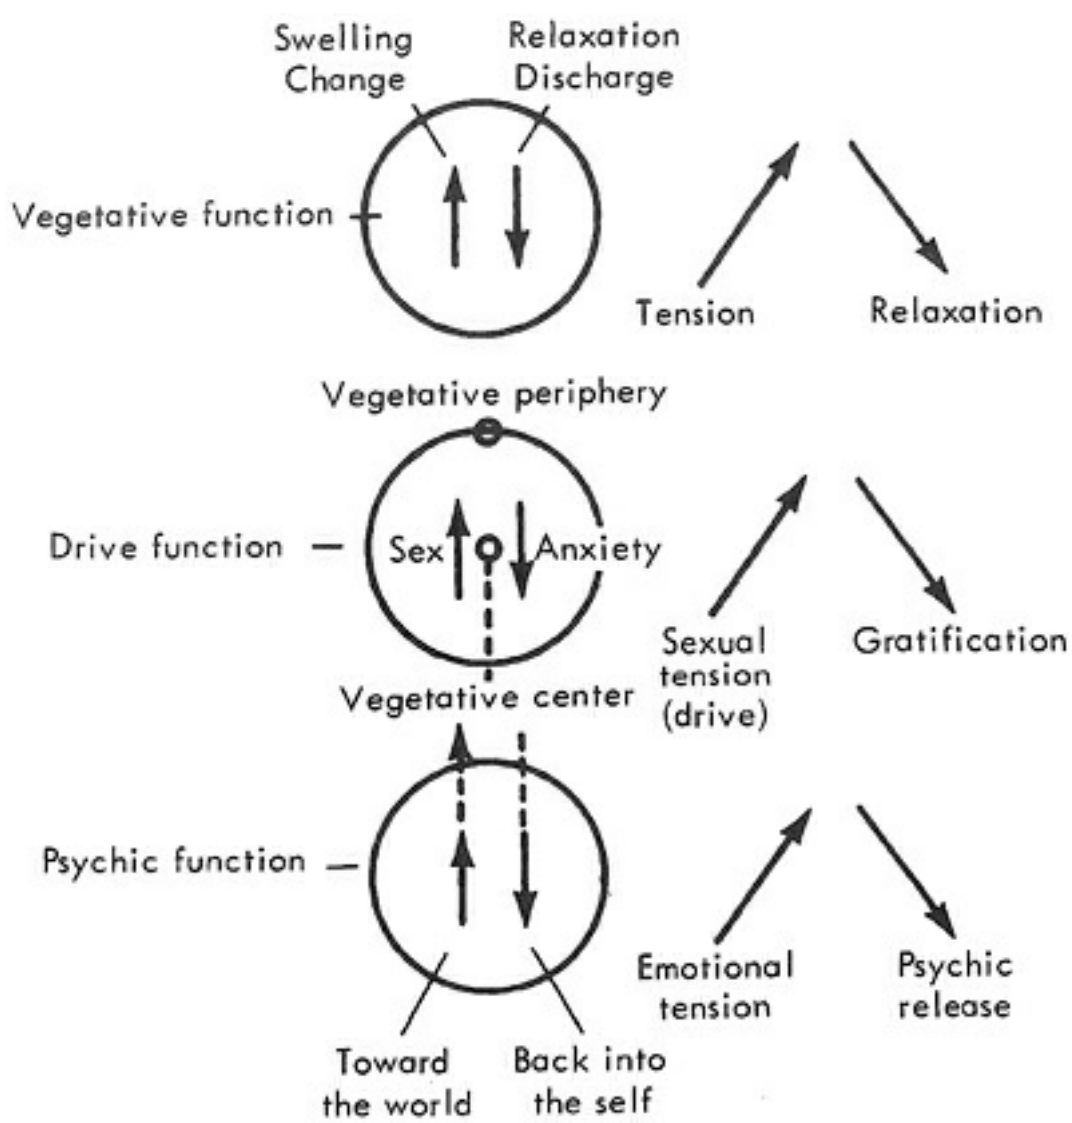 Swelling
Change
Relaxation
Discharge
Vegetative function
Tension
Relaxation
Vegetative periphery
Drive function
Sex
Anxiety
Sexual
tension
(drive)
Gratification
Vegetative center
Psychic function
Emotional
tension
Psychic
release
Toward
the world
Back into
the self